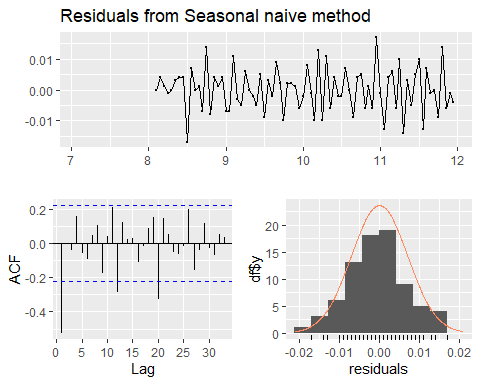 Residuals from Seasonal naive method
0.01
0.00
-0.01
7 8 9 10 11 12
0.2
0.0
-0.2
-0.4
ACF
0 5 10 15 20 25 30
Lag
20
15
10
5
0
df$y
-0.02 -0.01 0.00 0.01 0.02
residuals